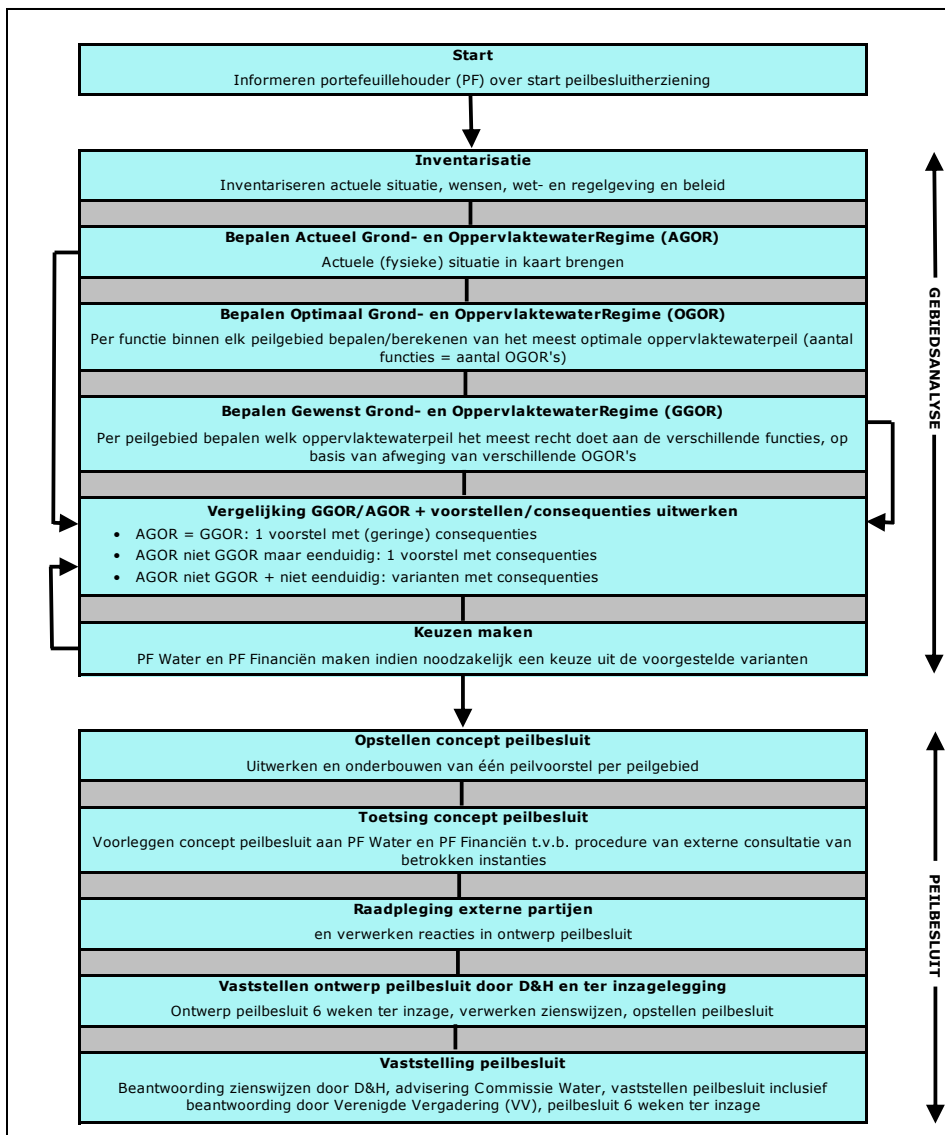 Start
Informeren portefeuillehouder (PF) over start peilbesluitherziening
Inventarisatie
Inventariseren actuele situatie, wensen, wet- en regelgeving en beleid
Bepalen Actueel Grond- en OppervlaktewaterRegime (AGOR)
Actuele (fysieke) situatie in kaart brengen
Bepalen Optimaal Grond- en OppervlaktewaterRegime (OGOR)
Per functie binnen elk peilgebied bepalen/berekenen van het meest optimale oppervlaktewaterpeil (aantal
functies = aantal OGOR's)
Bepalen Gewenst Grond- en OppervlaktewaterRegime (GGOR)
Per peilgebied bepalen welk oppervlaktewaterpeil het meest recht doet aan de verschillende functies, op
basis van afweging van verschillende OGOR's
Vergelijking GGOR/AGOR + voorstellen/consequenties uitwerken
• AGOR = GGOR: 1 voorstel met (geringe) consequenties
• AGOR niet GGOR maar eenduidig: 1 voorstel met consequenties
• AGOR niet GGOR + niet eenduidig: varianten met consequenties
Keuzen maken
PF Water en PF Financiën maken indien noodzakelijk een keuze uit de voorgestelde varianten
GEBIEDSANALYSE
Opstellen concept peilbesluit
Uitwerken en onderbouwen van één peilvoorstel per peilgebied
Toetsing concept peilbesluit
Voorleggen concept peilbesluit aan PF Water en PF Financiën t.v.b. procedure van externe consultatie van
betrokken instanties
Raadpleging externe partijen
en verwerken reacties in ontwerp peilbesluit
Vaststellen ontwerp peilbesluit door D&H en ter inzagelegging
Ontwerp peilbesluit 6 weken ter inzage, verwerken zienswijzen, opstellen peilbesluit
Vaststelling peilbesluit
Beantwoording zienswijzen door D&H, advisering Commissie Water, vaststellen peilbesluit inclusief
beantwoording door Verenigde Vergadering (VV), peilbesluit 6 weken ter inzage
PEILBESLUIT